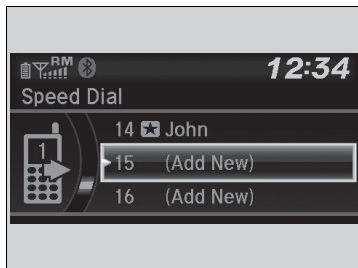 RM
12:34
Speed Dial
14 John
1
15 (Add New)
16 (Add New)